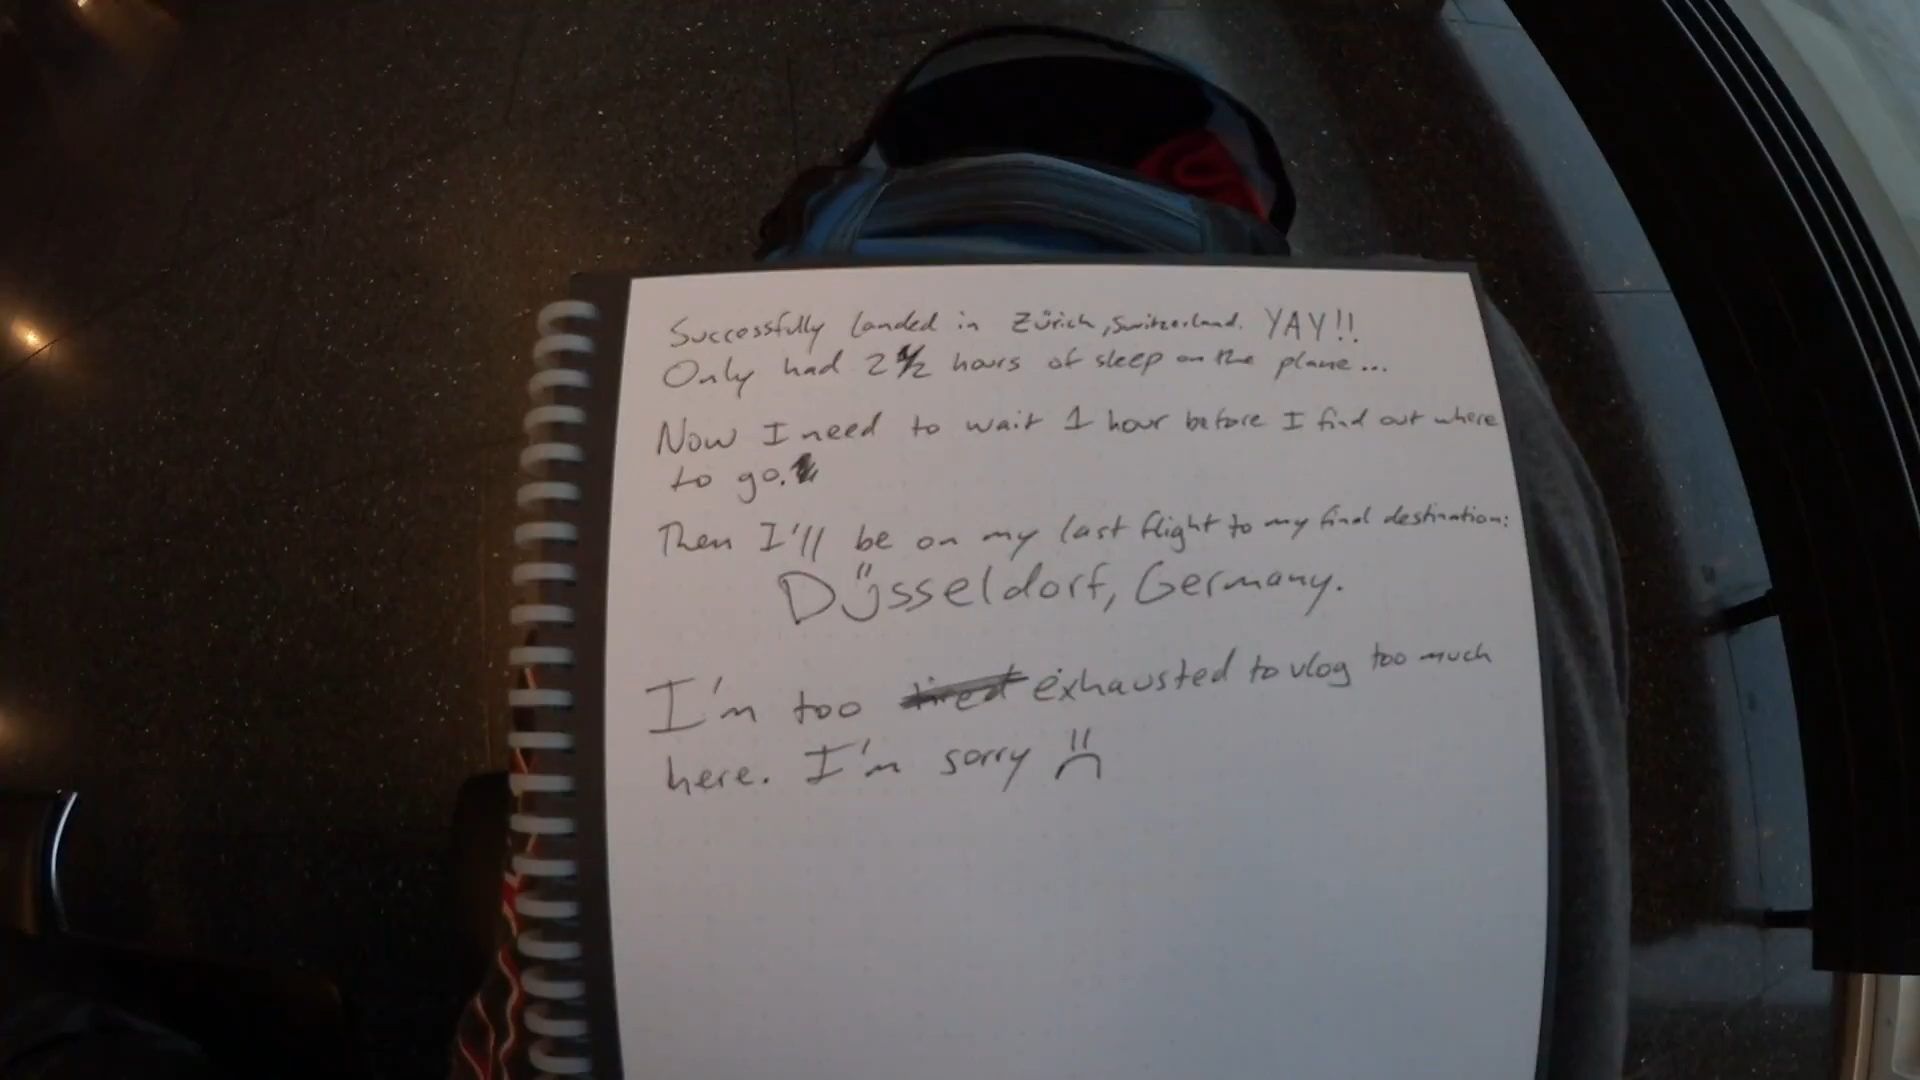 Successfully landed in Zürich, Switzerland. YAY!!
Only had 2 1/2 hours of sleep on the plane...
Now I need to wait 1 hour before I find out where
to go.
Then I'll be on my last flight to my final destination:
Düsseldorf, Germany.
I'm too tired exhausted to vlog too much
here. I'm sorry :(